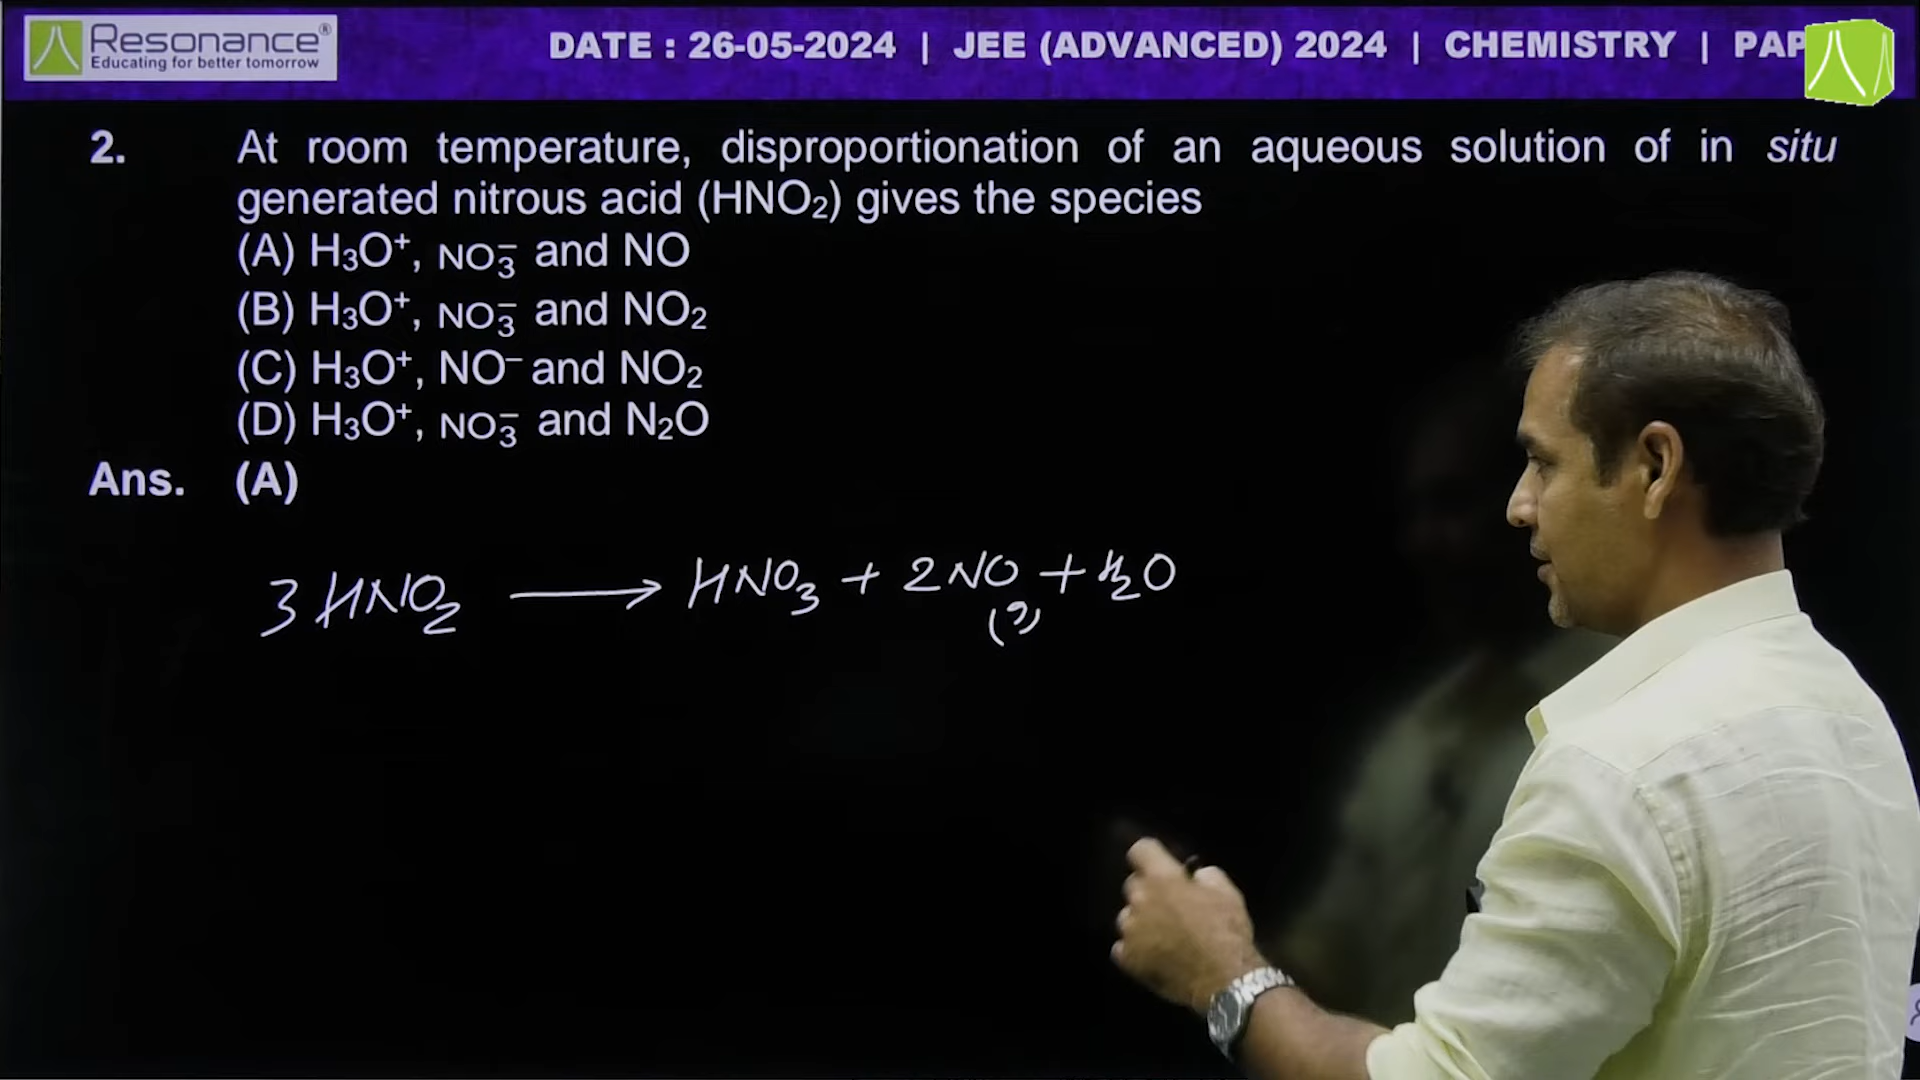 Resonance®
Educating for better tomorrow
DATE : 26-05-2024 | JEE (ADVANCED) 2024 | CHEMISTRY | PAP
2. At room temperature, disproportionation of an aqueous solution of in situ
generated nitrous acid (HNO₂) gives the species
(A) H₃O⁺, NO₃⁻ and NO
(B) H₃O⁺, NO₃⁻ and NO₂
(C) H₃O⁺, NO⁻ and NO₂
(D) H₃O⁺, NO₃⁻ and N₂O
Ans. (A)
3 HNO₂ ⟶ HNO₃ + 2NO + H₂O